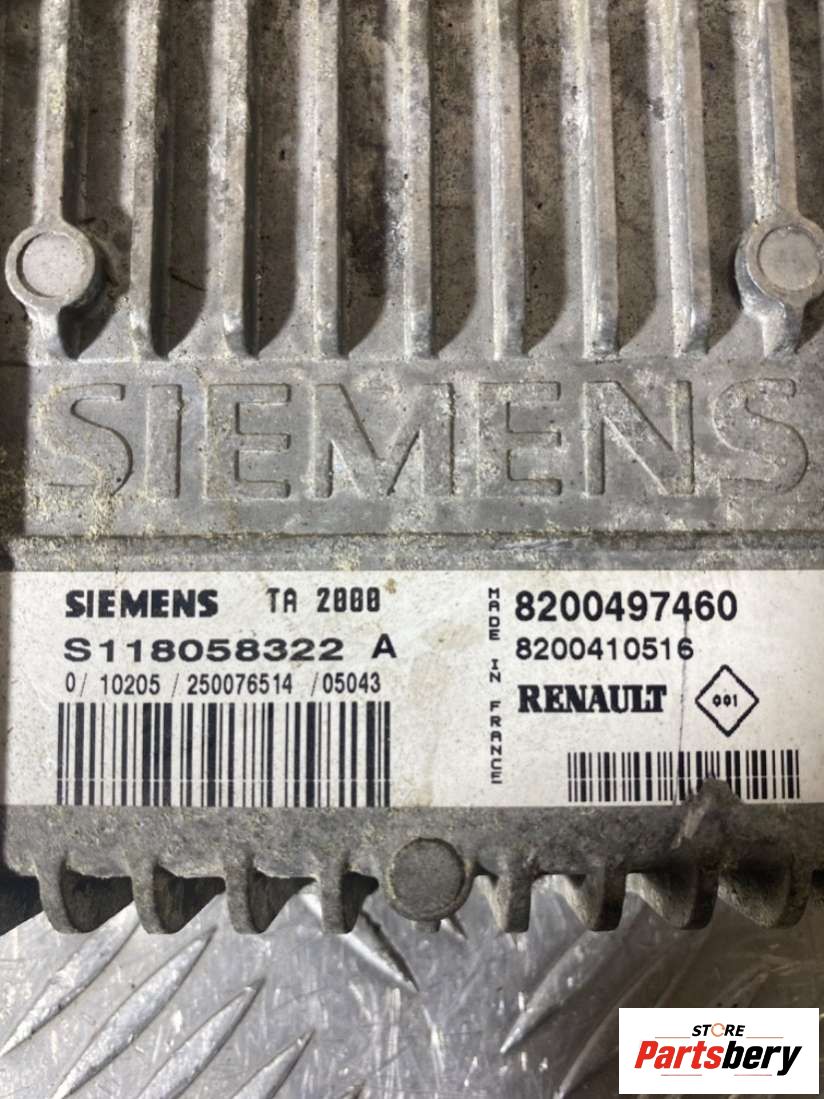 SIEMENS
SIEMENS TA 2000
S118058322 A
0/ 10205 / 250076514 / 05043
MADE IN FRANCE
8200497460
8200410516
RENAULT 001
STORE
Partsbery